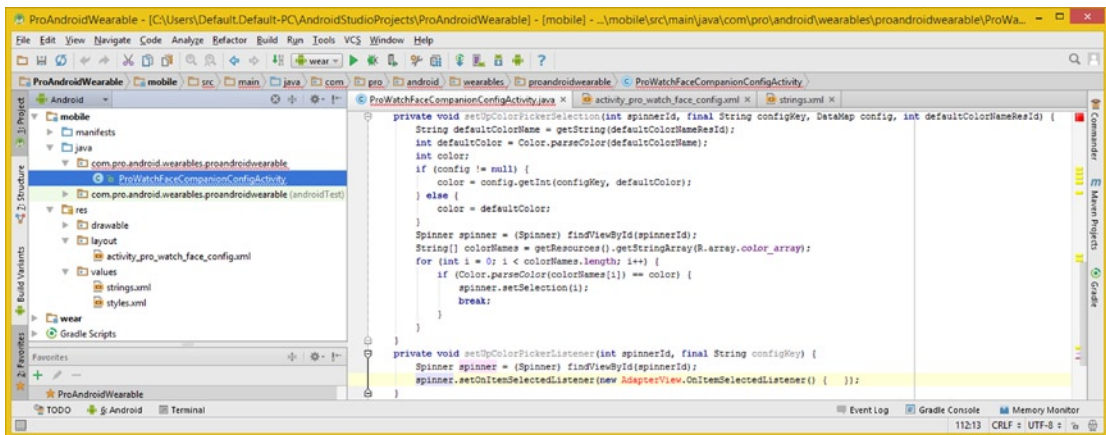 ProAndroidWearable - [C:\Users\Default.Default-PC\AndroidStudioProjects\ProAndroidWearable] - [mobile] - ...\mobile\src\main\java\com\pro\android\wearables\proandroidwearable\ProWa...
File Edit View Navigate Code Analyze Refactor Build Run Tools VCS Window Help
wear
ProAndroidWearable mobile src main java com pro android wearables proandroidwearable ProWatchFaceCompanionConfigActivity
Android
ProWatchFaceCompanionConfigActivity.java × activity_pro_watch_face_config.xml × strings.xml ×
1: Project
Z: Structure
Build Variants
2: Favorites
mobile
manifests
java
com.pro.android.wearables.proandroidwearable
ProWatchFaceCompanionConfigActivity
com.pro.android.wearables.proandroidwearable (androidTest)
res
drawable
layout
activity_pro_watch_face_config.xml
values
strings.xml
styles.xml
wear
Gradle Scripts
Favorites
ProAndroidWearable
private void setUpColorPickerSelection(int spinnerId, final String configKey, DataMap config, int defaultColorNameResId) {
String defaultColorName = getString(defaultColorNameResId);
int defaultColor = Color.parseColor(defaultColorName);
int color;
if (config != null) {
color = config.getInt(configKey, defaultColor);
} else {
color = defaultColor;
}
Spinner spinner = (Spinner) findViewById(spinnerId);
String[] colorNames = getResources().getStringArray(R.array.color_array);
for (int i = 0; i < colorNames.length; i++) {
if (Color.parseColor(colorNames[i]) == color) {
spinner.setSelection(i);
break;
}
}
}
private void setUpColorPickerListener(int spinnerId, final String configKey) {
Spinner spinner = (Spinner) findViewById(spinnerId);
spinner.setOnItemSelectedListener(new AdapterView.OnItemSelectedListener() { });
}
Commander
Maven Projects
Gradle
TODO 6: Android Terminal Event Log Gradle Console Memory Monitor
112:13 CRLF UTF-8